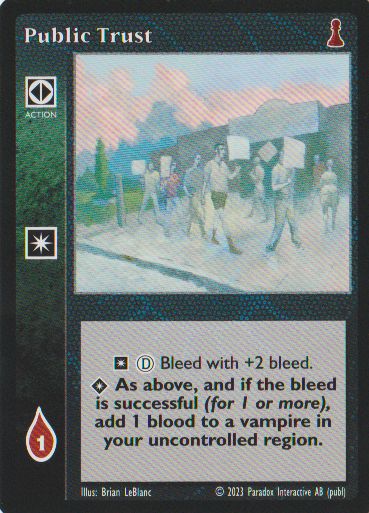 Public Trust
ACTION
D Bleed with +2 bleed.
As above, and if the bleed
is successful (for 1 or more),
add 1 blood to a vampire in
your uncontrolled region.
1
Illus: Brian LeBlanc © 2023 Paradox Interactive AB (publ)